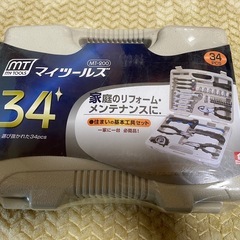 MT
MY TOOLS
マイツールズ
MT-200
34
PCS
34
選び抜かれた34pcs
家庭のリフォーム・
メンテナンスに。
●住まいの基本工具セット
一家に一台 必需品!